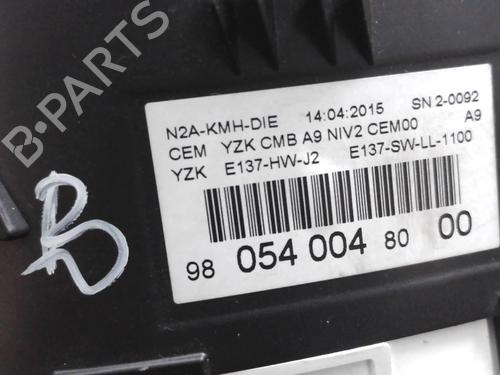 B-PARTS
N2A-KMH-DIE 14:04:2015 SN 2-0092
CEM YZK CMB A9 NIV2 CEM00 A9
YZK E137-HW-J2 E137-SW-LL-1100
98 054 004 80 00
B